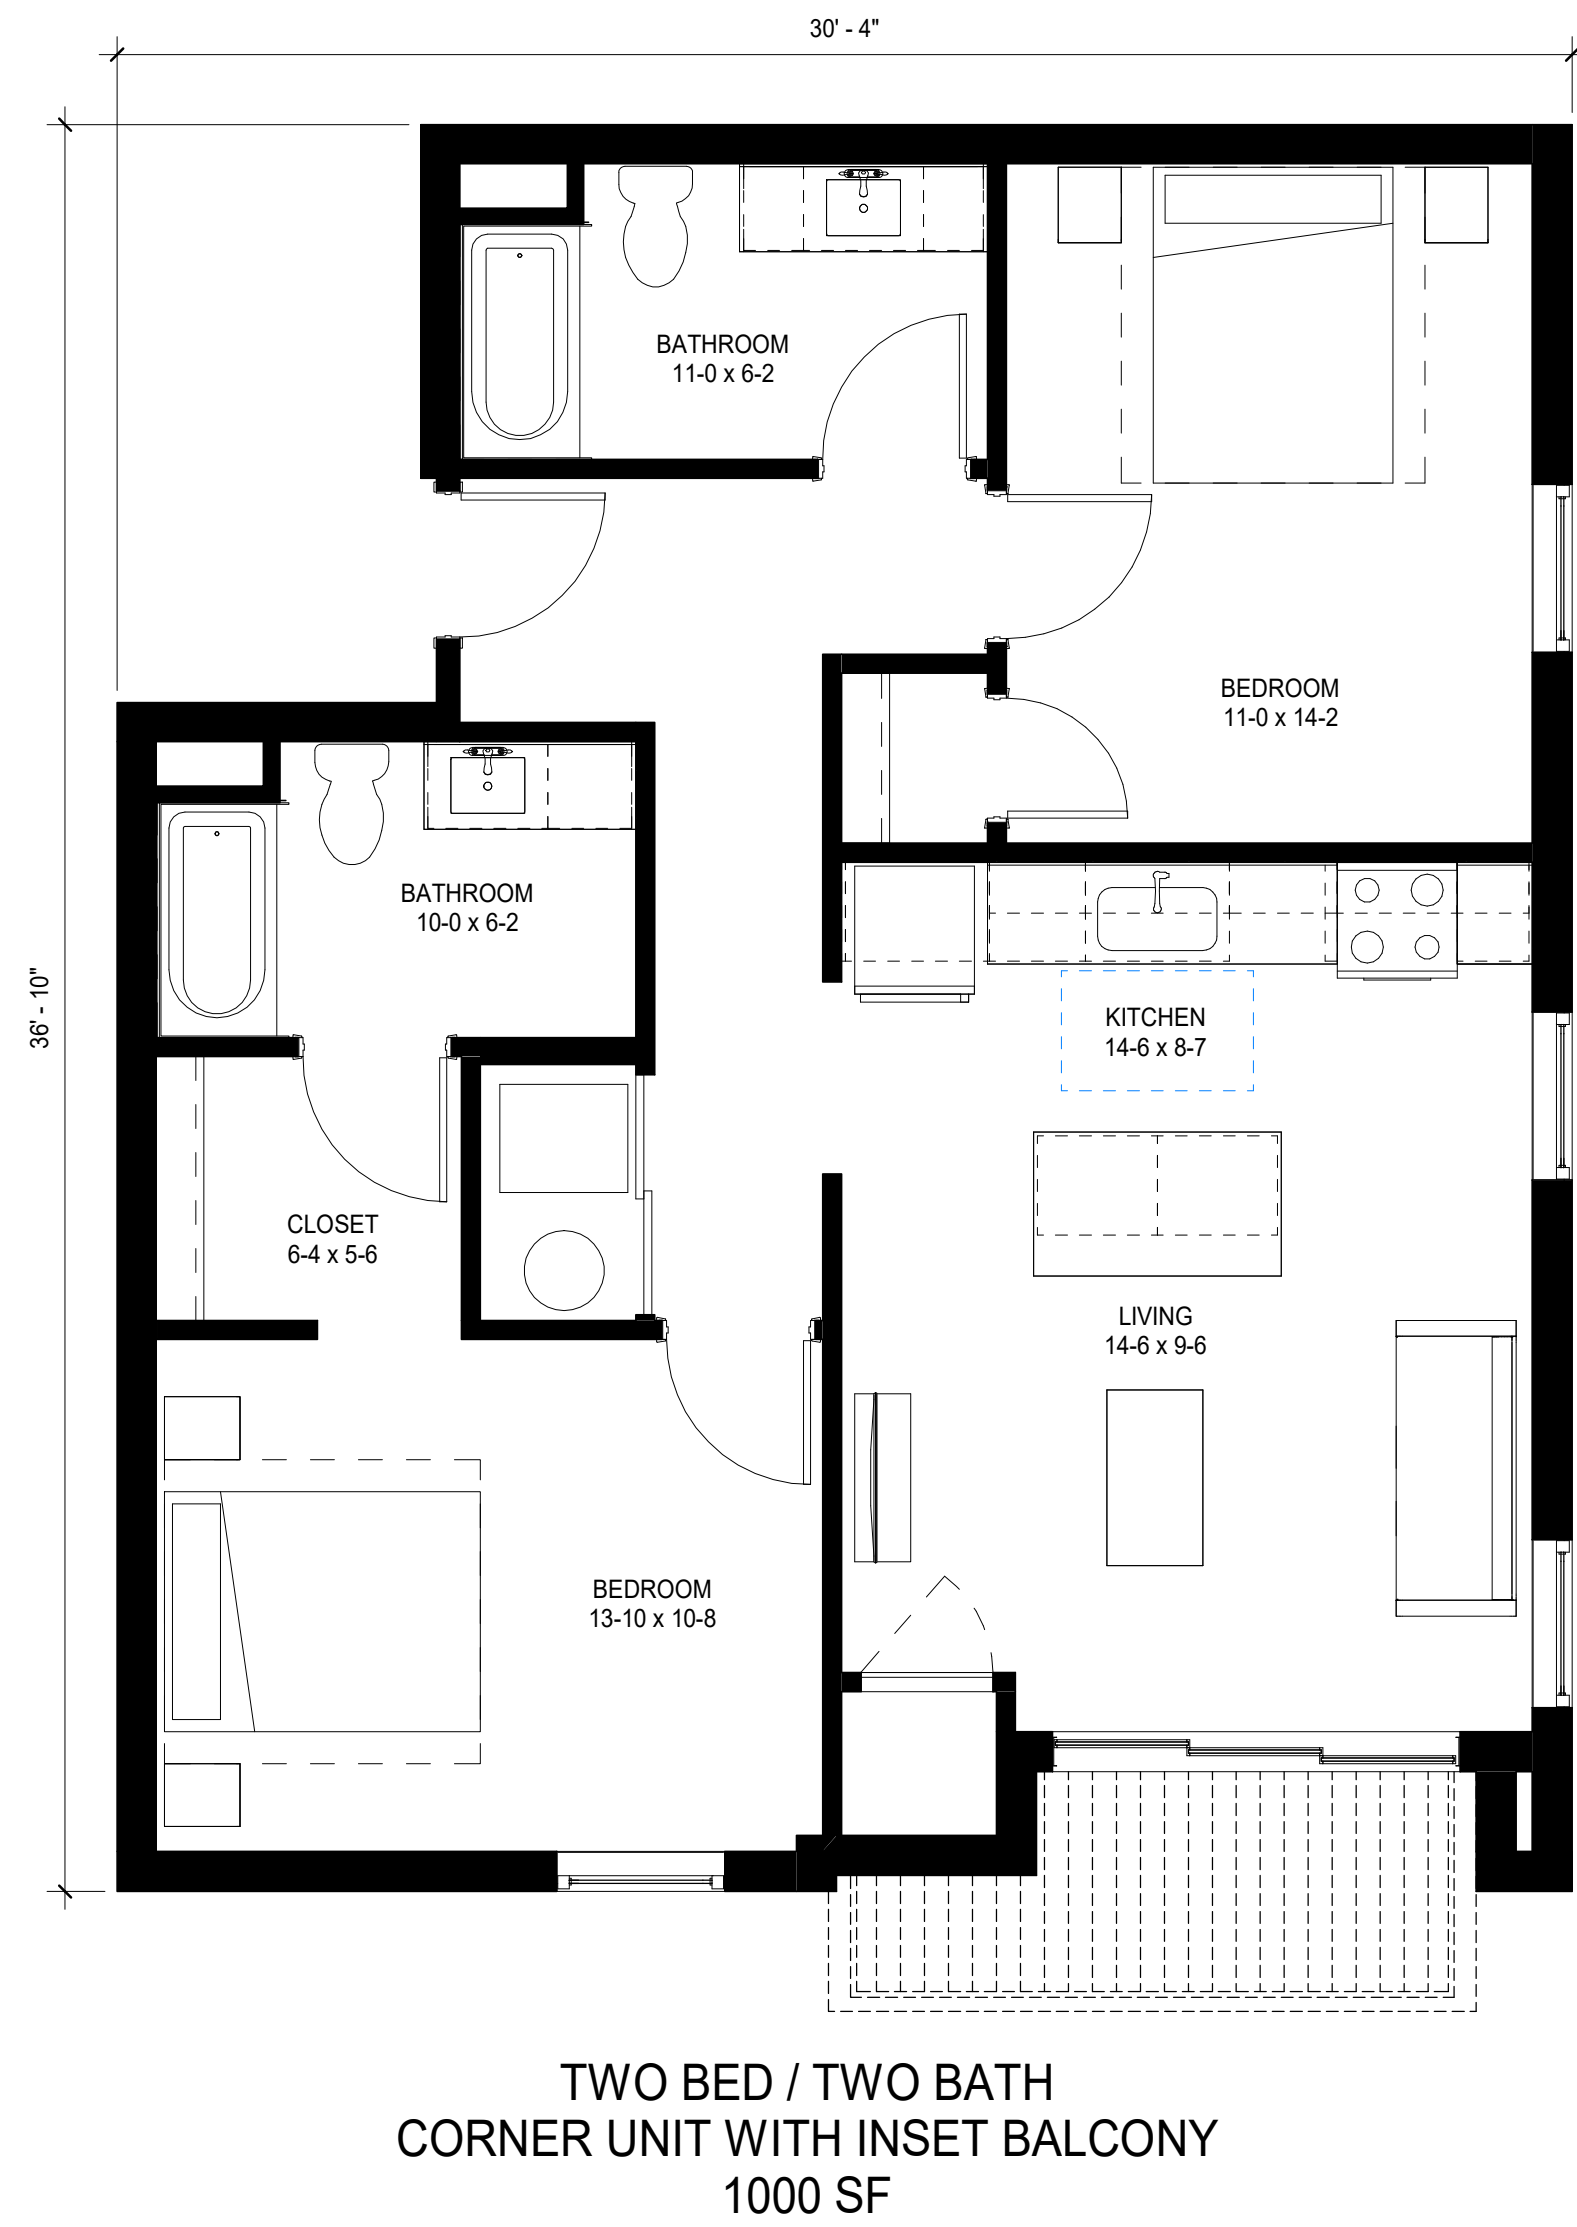 30' - 4"
BATHROOM
11-0 x 6-2
BEDROOM
11-0 x 14-2
BATHROOM
10-0 x 6-2
36' - 10"
KITCHEN
14-6 x 8-7
CLOSET
6-4 x 5-6
LIVING
14-6 x 9-6
BEDROOM
13-10 x 10-8
TWO BED / TWO BATH
CORNER UNIT WITH INSET BALCONY
1000 SF